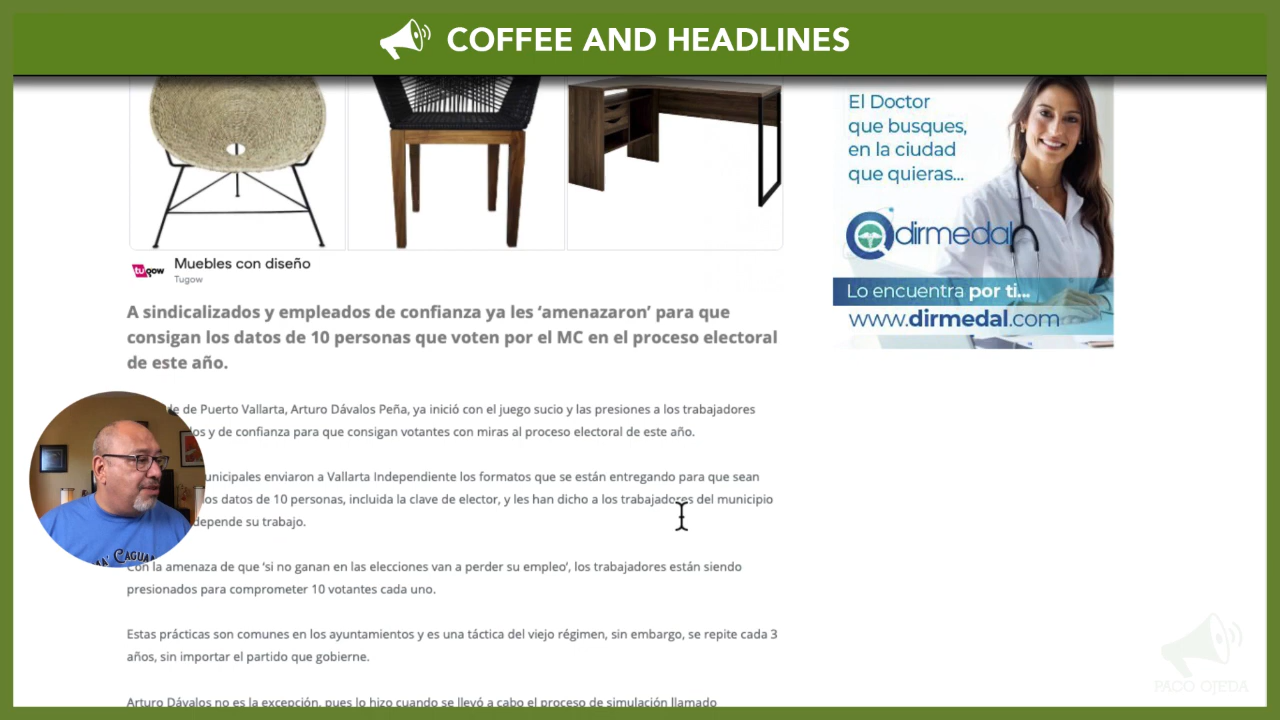 COFFEE AND HEADLINES
El Doctor
que busques,
en la ciudad
que quieras...
dirmedal
Lo encuentra por ti...
www.dirmedal.com
tugow
Muebles con diseño
Tugow
A sindicalizados y empleados de confianza ya les ‘amenazaron’ para que
consigan los datos de 10 personas que voten por el MC en el proceso electoral
de este año.
de Puerto Vallarta, Arturo Dávalos Peña, ya inició con el juego sucio y las presiones a los trabajadores
y de confianza para que consigan votantes con miras al proceso electoral de este año.
unicipales enviaron a Vallarta Independiente los formatos que se están entregando para que sean
los datos de 10 personas, incluida la clave de elector, y les han dicho a los trabajadores del municipio
depende su trabajo.
Con la amenaza de que ‘si no ganan en las elecciones van a perder su empleo’, los trabajadores están siendo
presionados para comprometer 10 votantes cada uno.
Estas prácticas son comunes en los ayuntamientos y es una táctica del viejo régimen, sin embargo, se repite cada 3
años, sin importar el partido que gobierne.
Arturo Dávalos no es la excepción, pues lo hizo cuando se llevó a cabo el proceso de simulación llamado
CAGUA
PACO OJEDA